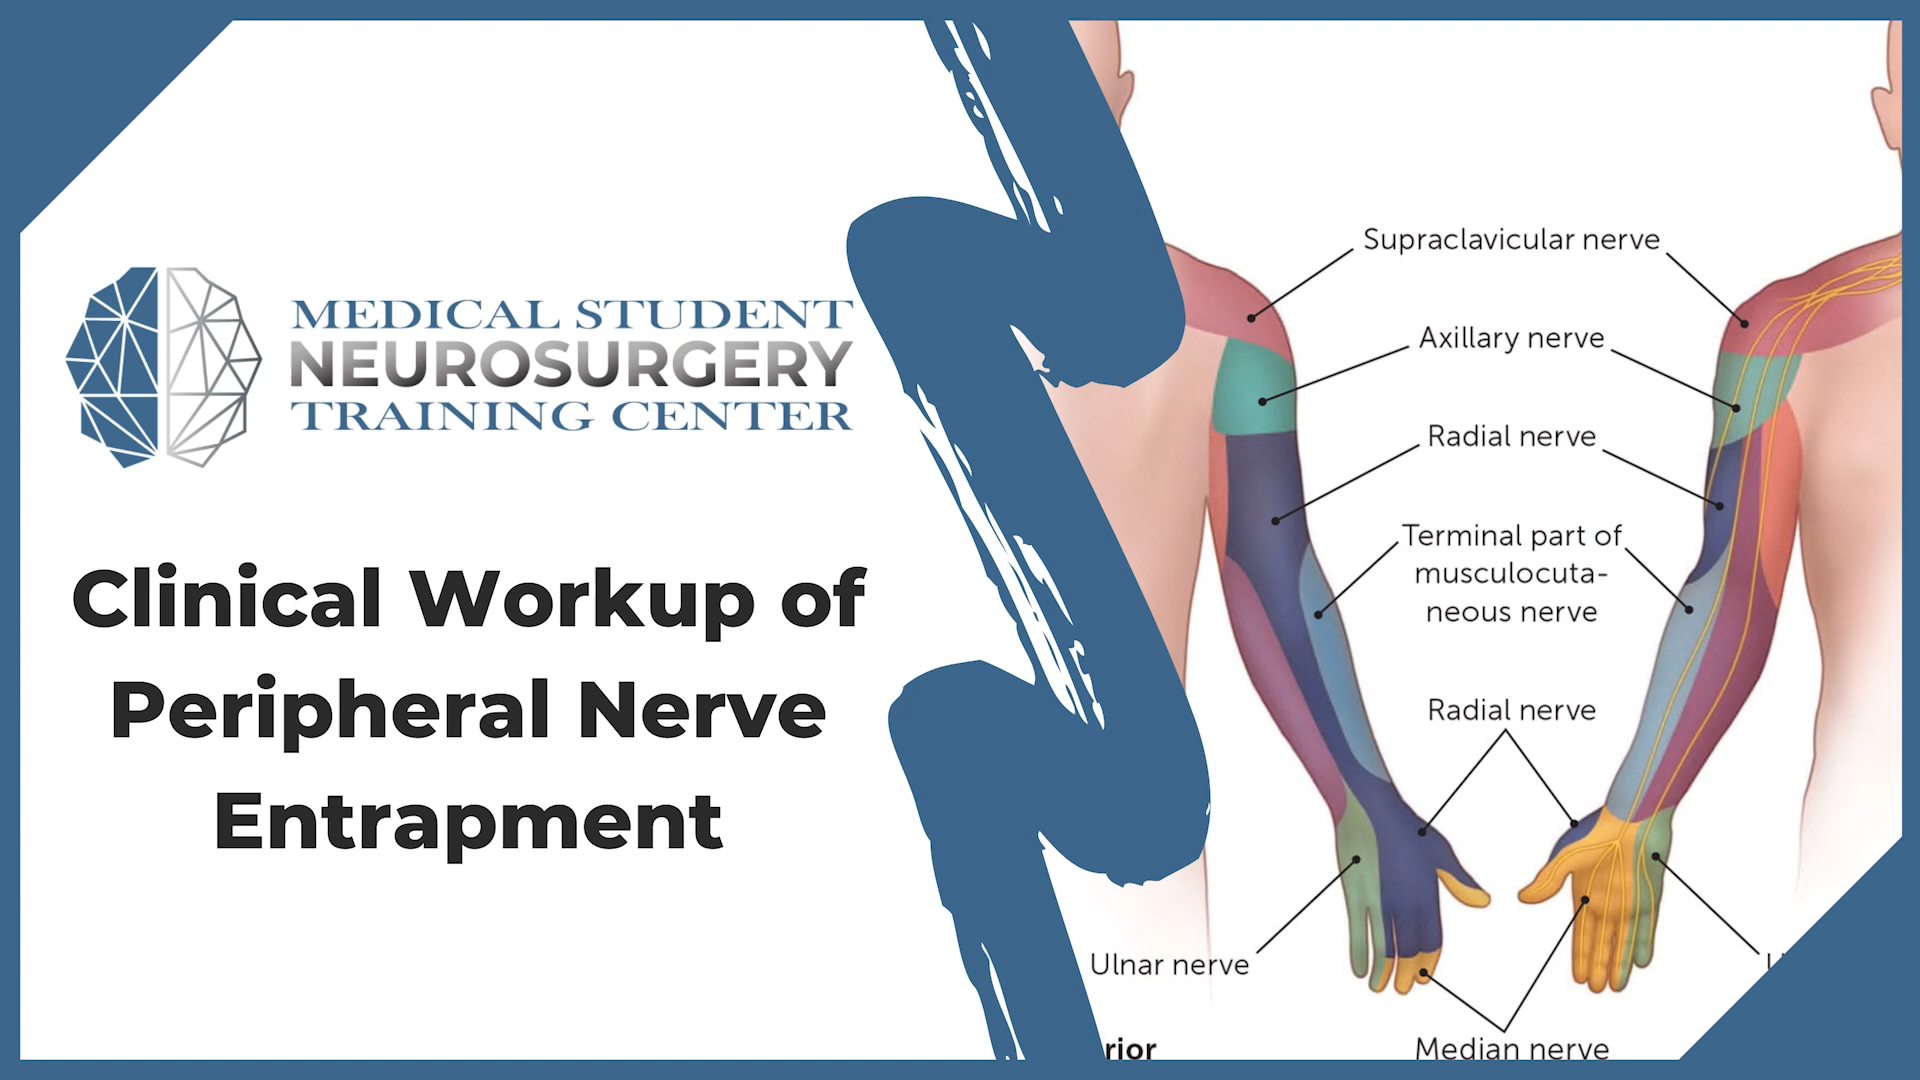 MEDICAL STUDENT
NEUROSURGERY
TRAINING CENTER
Clinical Workup of
Peripheral Nerve
Entrapment
Supraclavicular nerve
Axillary nerve
Radial nerve
Terminal part of
musculocuta-
neous nerve
Radial nerve
Ulnar nerve
rior
Median nerve